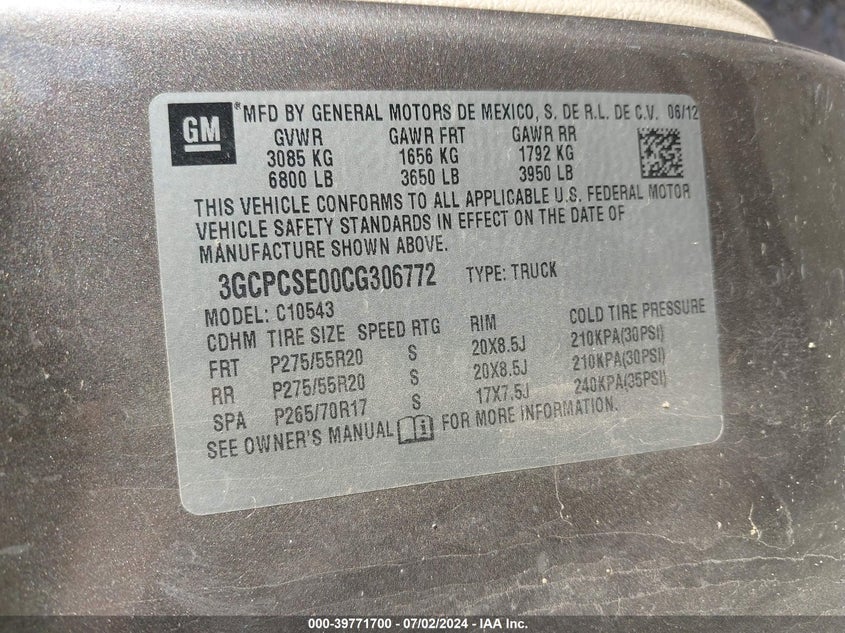 GM
® MFD BY GENERAL MOTORS DE MEXICO, S. DE R.L. DE C.V. 06/12
GVWR GAWR FRT GAWR RR
3085 KG 1656 KG 1792 KG
6800 LB 3650 LB 3950 LB
THIS VEHICLE CONFORMS TO ALL APPLICABLE U.S. FEDERAL MOTOR
VEHICLE SAFETY STANDARDS IN EFFECT ON THE DATE OF
MANUFACTURE SHOWN ABOVE.
3GCPCSE00CG306772 TYPE: TRUCK
MODEL: C10543
CDHM TIRE SIZE SPEED RTG RIM COLD TIRE PRESSURE
FRT P275/55R20 S 20X8.5J 210KPA(30PSI)
RR P275/55R20 S 20X8.5J 210KPA(30PSI)
SPA P265/70R17 S 17X7.5J 240KPA(35PSI)
SEE OWNER'S MANUAL FOR MORE INFORMATION.
000-39771700 - 07/02/2024 - IAA Inc.